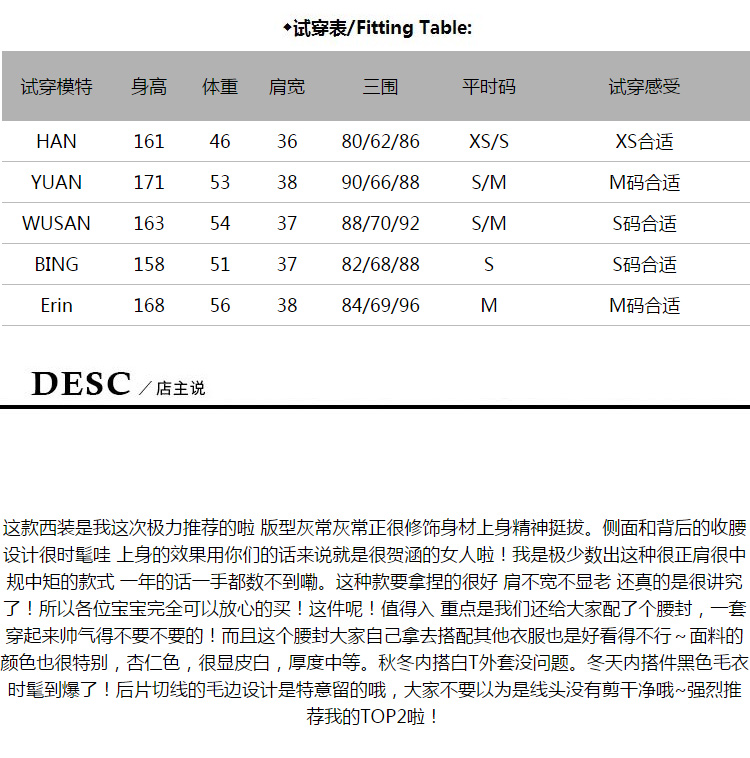 ◆试穿表/Fitting Table:
试穿模特 身高 体重 肩宽 三围 平时码 试穿感受
HAN 161 46 36 80/62/86 XS/S XS合适
YUAN 171 53 38 90/66/88 S/M M码合适
WUSAN 163 54 37 88/70/92 S/M S码合适
BING 158 51 37 82/68/88 S S码合适
Erin 168 56 38 84/69/96 M M码合适
DESC / 店主说
这款西装是我这次极力推荐的啦 版型灰常灰常正很修饰身材上身精神挺拔。侧面和背后的收腰
设计很时髦哇 上身的效果用你们的话来说就是很贺涵的女人啦！我是极少数出这种很正肩很中
规中矩的款式 一年的话一手都数不到嘞。这种款要拿捏的很好 肩不宽不显老 还真的是很讲究
了！所以各位宝宝完全可以放心的买！这件呢！值得入 重点是我们还给大家配了个腰封，一套
穿起来帅气得不要不要的！而且这个腰封大家自己拿去搭配其他衣服也是好看得不行～面料的
颜色也很特别，杏仁色，很显皮白，厚度中等。秋冬内搭白T外套没问题。冬天内搭件黑色毛衣
时髦到爆了！后片切线的毛边设计是特意留的哦，大家不要以为是线头没有剪干净哦~强烈推
荐我的TOP2啦！